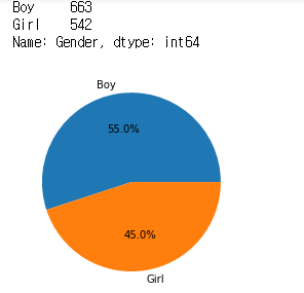 Boy 663
Girl 542
Name: Gender, dtype: int64
Boy
55.0%
45.0%
Girl